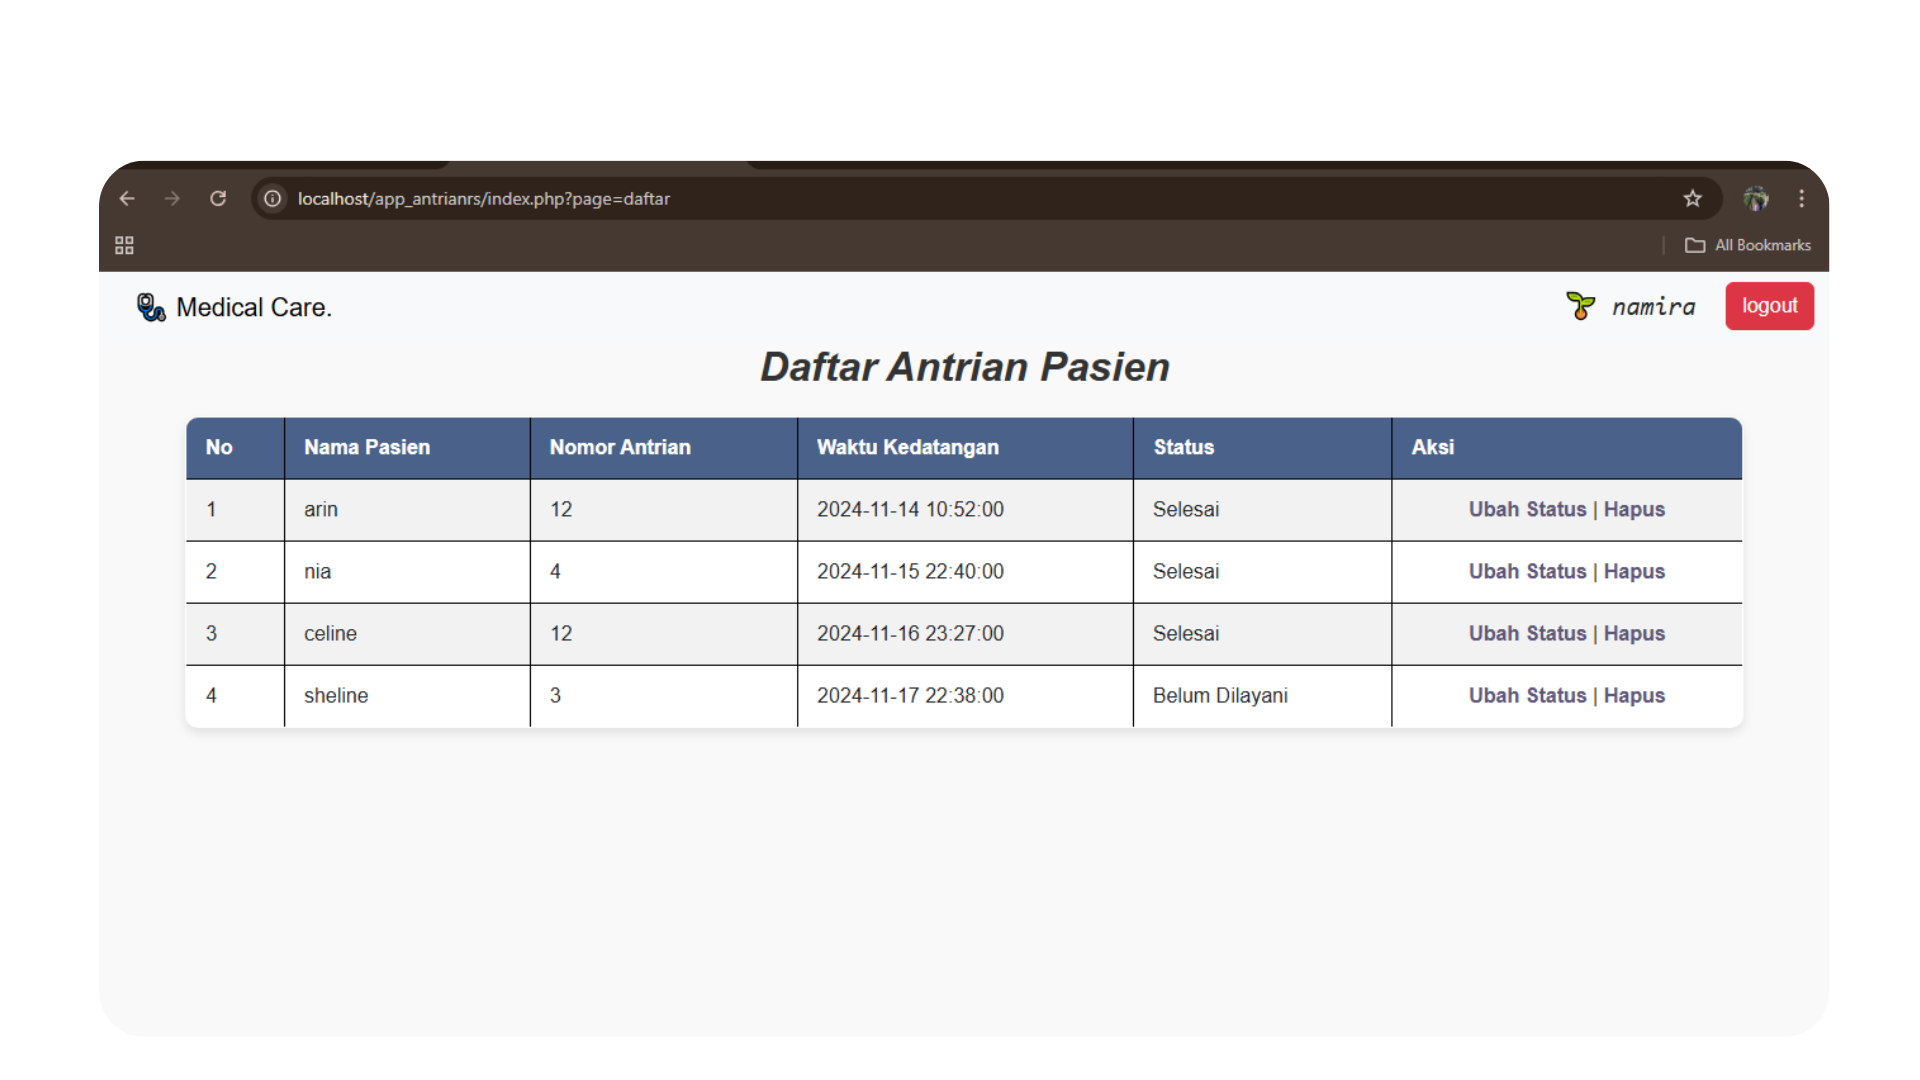 localhost/app_antrianrs/index.php?page=daftar
All Bookmarks
Medical Care.
namira
logout
Daftar Antrian Pasien
No Nama Pasien Nomor Antrian Waktu Kedatangan Status Aksi
1 arin 12 2024-11-14 10:52:00 Selesai Ubah Status | Hapus
2 nia 4 2024-11-15 22:40:00 Selesai Ubah Status | Hapus
3 celine 12 2024-11-16 23:27:00 Selesai Ubah Status | Hapus
4 sheline 3 2024-11-17 22:38:00 Belum Dilayani Ubah Status | Hapus